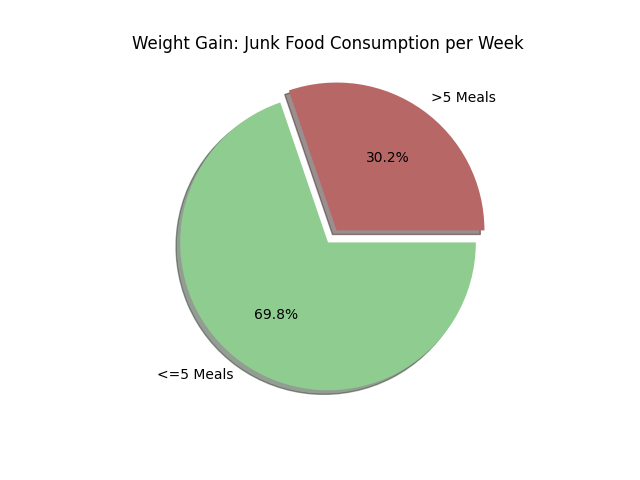 Weight Gain: Junk Food Consumption per Week
>5 Meals
30.2%
69.8%
<=5 Meals